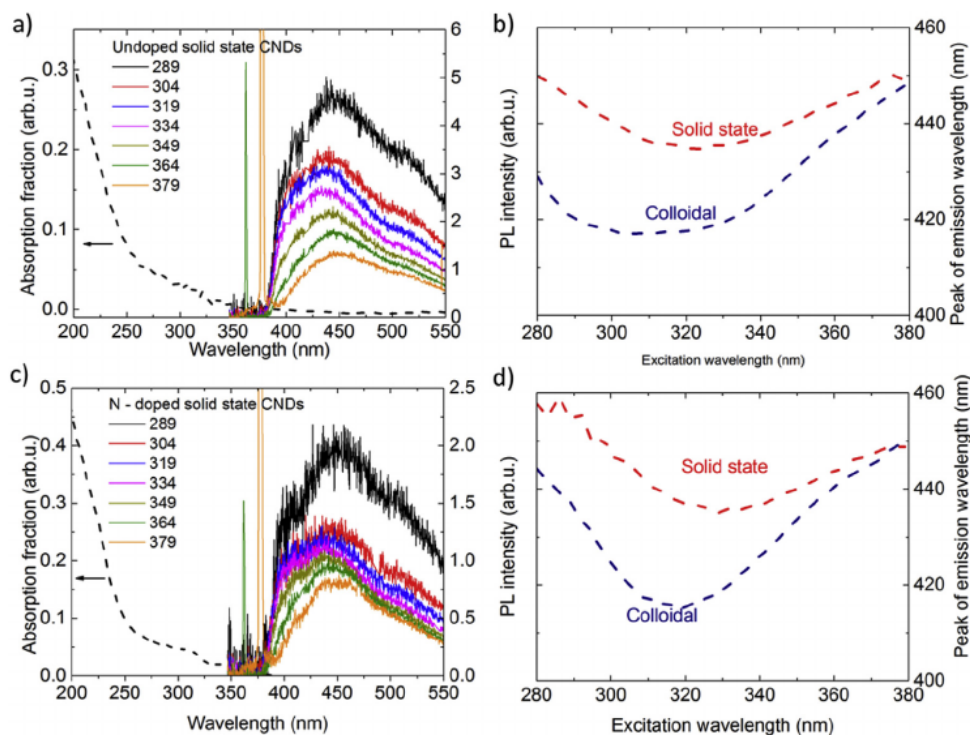 a)
Undoped solid state CNDs
289
304
319
334
349
364
379
Absorption fraction (arb.u.)
0.3
0.2
0.1
0.0
6
5
4
3
2
1
0
200 250 300 350 400 450 500 550
Wavelength (nm)
b)
PL intensity (arb.u.)
Solid state
Colloidal
460
440
420
400
Peak of emission wavelength (nm)
280 300 320 340 360 380
Excitation wavelength (nm)
c)
N - doped solid state CNDs
289
304
319
334
349
364
379
Absorption fraction (arb.u.)
0.5
0.4
0.3
0.2
0.1
0.0
2.5
2.0
1.5
1.0
0.5
0.0
200 250 300 350 400 450 500 550
Wavelength (nm)
d)
PL intensity (arb.u.)
Solid state
Colloidal
460
440
420
400
Peak of emission wavelength (nm)
280 300 320 340 360 380
Excitation wavelength (nm)